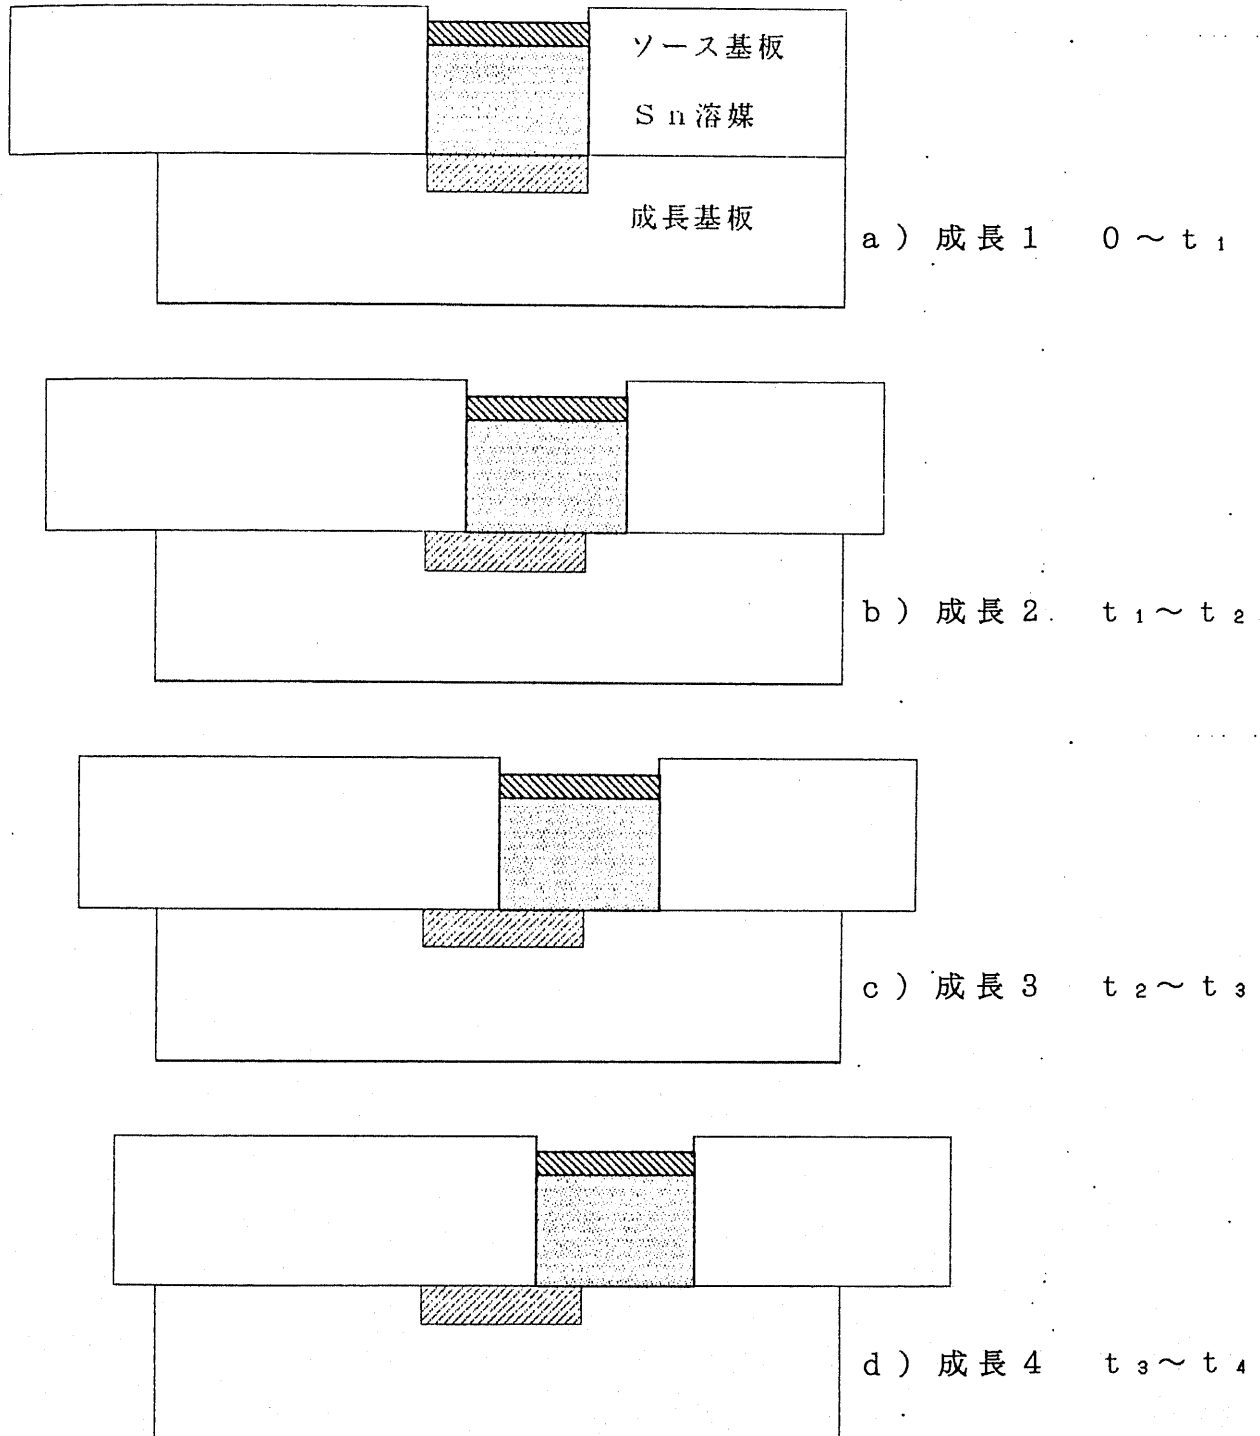 ソース基板
Sn溶媒
成長基板
a）成長1 0～t₁
b）成長2 t₁～t₂
c）成長3 t₂～t₃
d）成長4 t₃～t₄